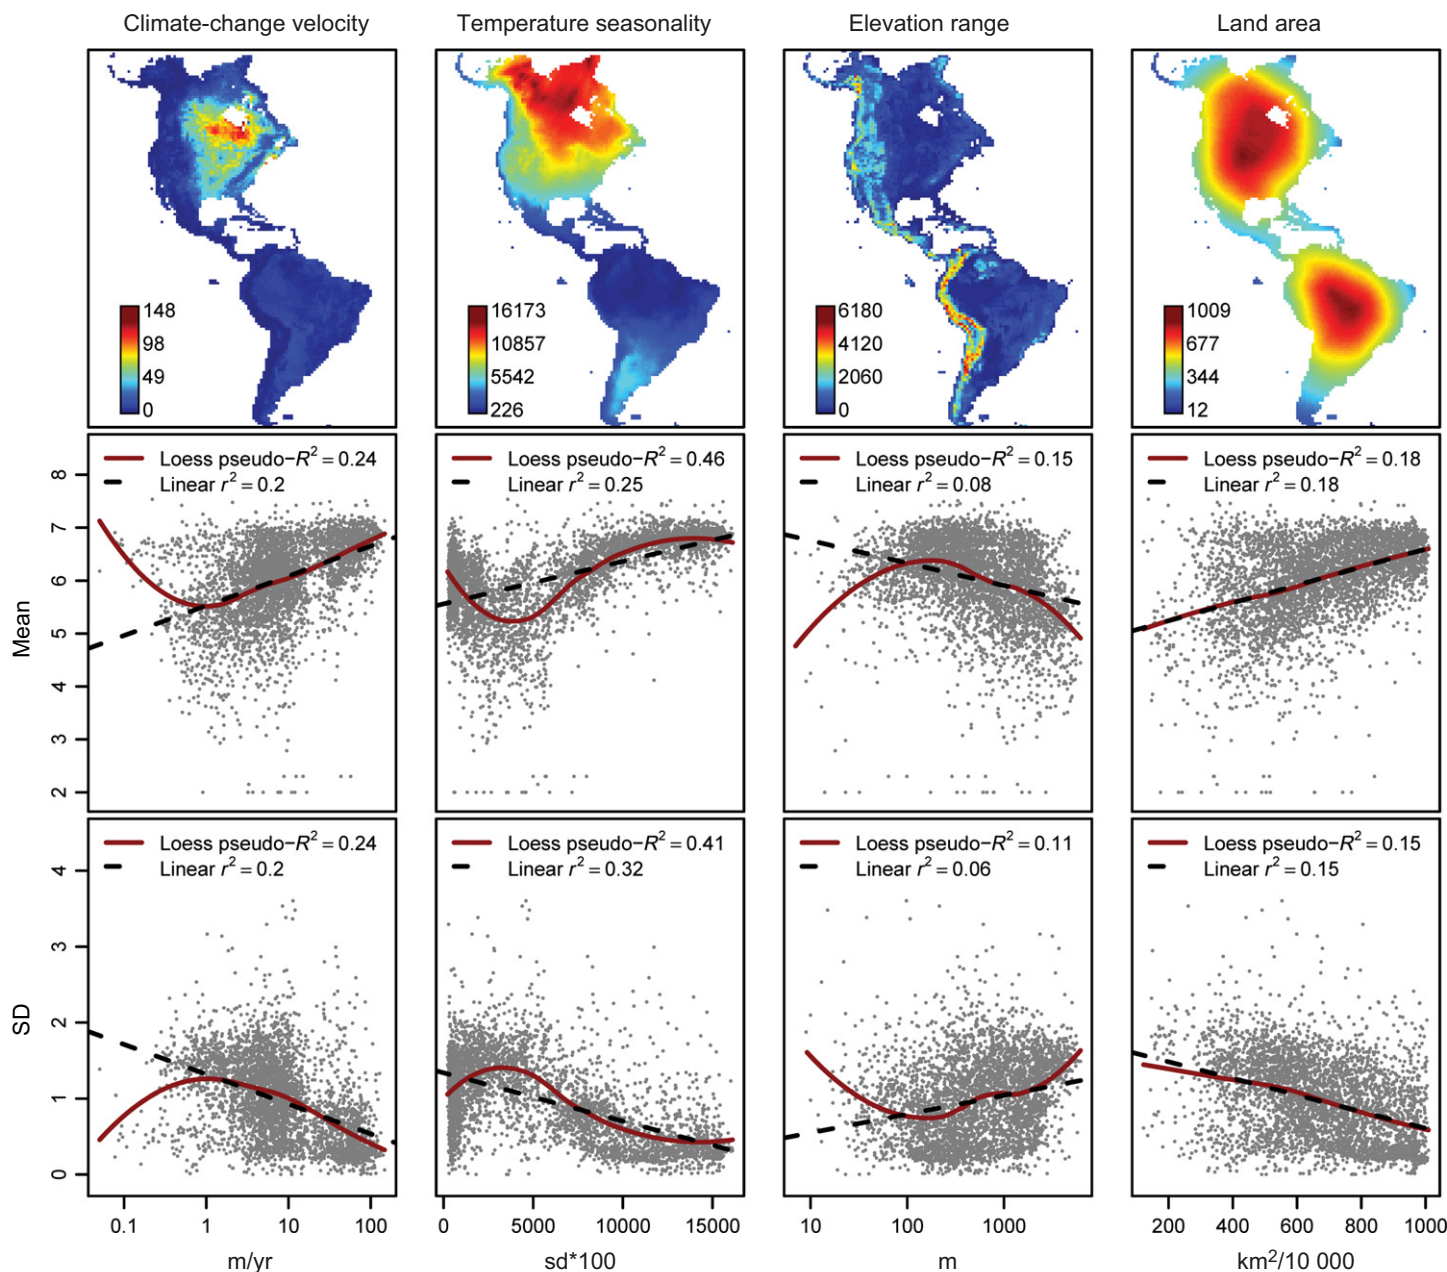 Climate-change velocity Temperature seasonality Elevation range Land area
148 16173 6180 1009
98 10857 4120 677
49 5542 2060 344
0 226 0 12
Loess pseudo−R² = 0.24 Loess pseudo−R² = 0.46 Loess pseudo−R² = 0.15 Loess pseudo−R² = 0.18
Linear r² = 0.2 Linear r² = 0.25 Linear r² = 0.08 Linear r² = 0.18
8
7
6
5
4
3
2
Mean
Loess pseudo−R² = 0.24 Loess pseudo−R² = 0.41 Loess pseudo−R² = 0.11 Loess pseudo−R² = 0.15
Linear r² = 0.2 Linear r² = 0.32 Linear r² = 0.06 Linear r² = 0.15
4
3
2
1
0
SD
0.1 1 10 100 0 5000 10000 15000 10 100 1000 200 400 600 800 1000
m/yr sd*100 m km²/10 000